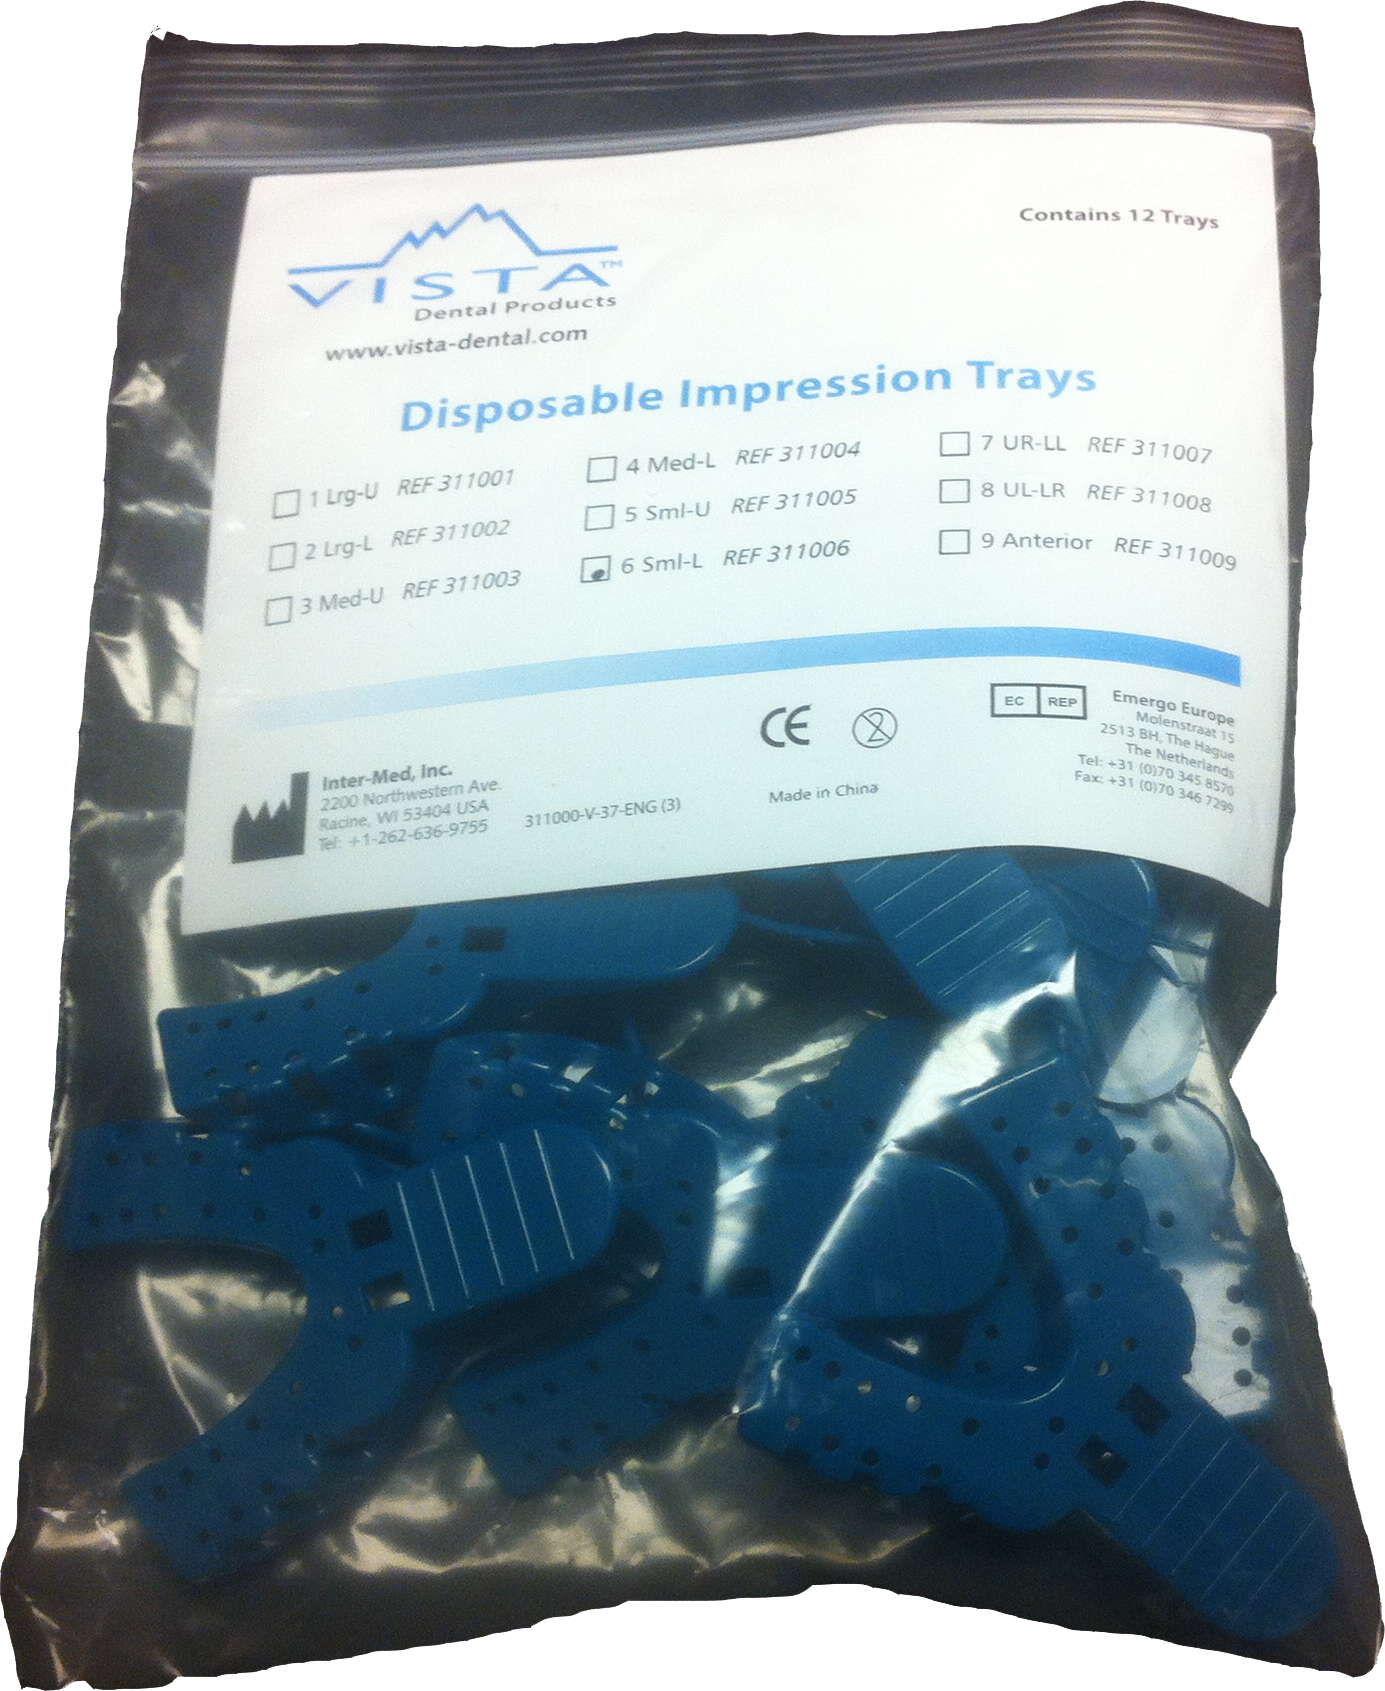 Contains 12 Trays
VISTA™
Dental Products
www.vista-dental.com
Disposable Impression Trays
1 Lrg-U REF 311001
2 Lrg-L REF 311002
3 Med-U REF 311003
4 Med-L REF 311004
5 Sml-U REF 311005
6 Sml-L REF 311006
7 UR-LL REF 311007
8 UL-LR REF 311008
9 Anterior REF 311009
Inter-Med, Inc.
2200 Northwestern Ave.
Racine, WI 53404 USA
Tel: +1-262-636-9755
311000-V-37-ENG (3)
CE
2
Made in China
EC REP
Emergo Europe
Molenstraat 15
2513 BH, The Hague
The Netherlands
Tel: +31 (0)70 345 8570
Fax: +31 (0)70 346 7299